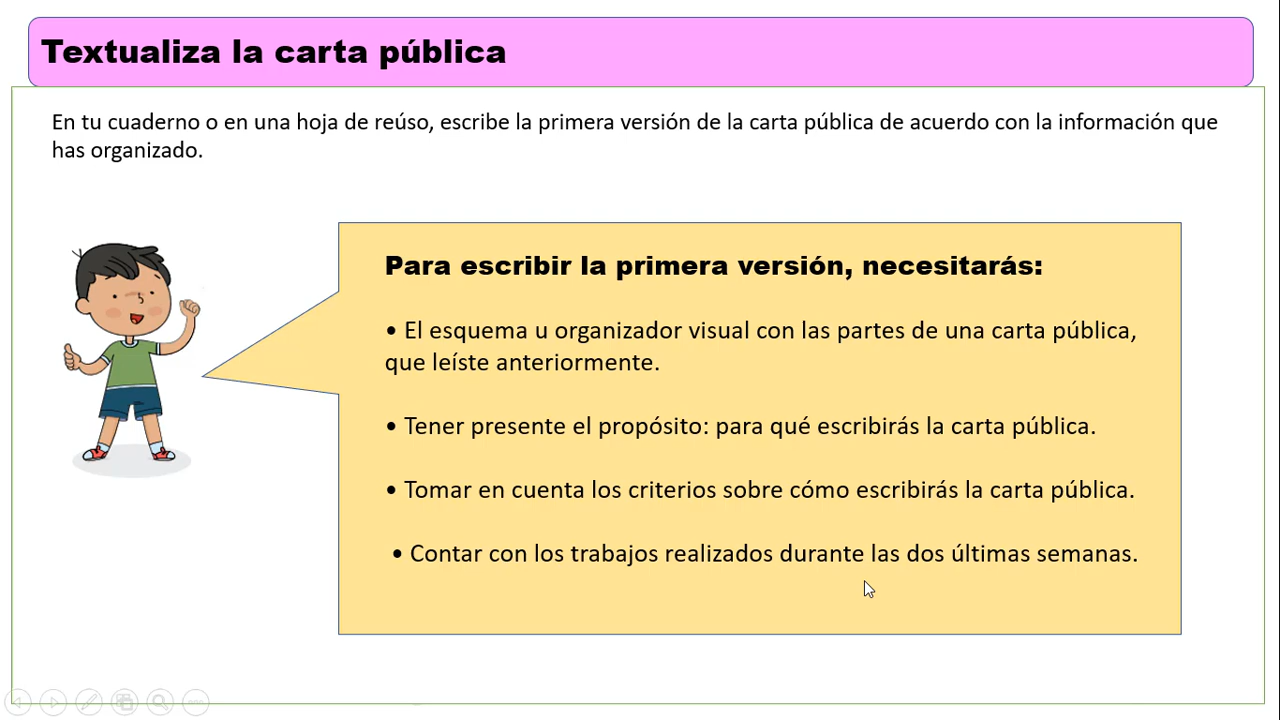 Textualiza la carta pública
En tu cuaderno o en una hoja de reúso, escribe la primera versión de la carta pública de acuerdo con la información que
has organizado.
Para escribir la primera versión, necesitarás:
• El esquema u organizador visual con las partes de una carta pública,
que leíste anteriormente.
• Tener presente el propósito: para qué escribirás la carta pública.
• Tomar en cuenta los criterios sobre cómo escribirás la carta pública.
• Contar con los trabajos realizados durante las dos últimas semanas.